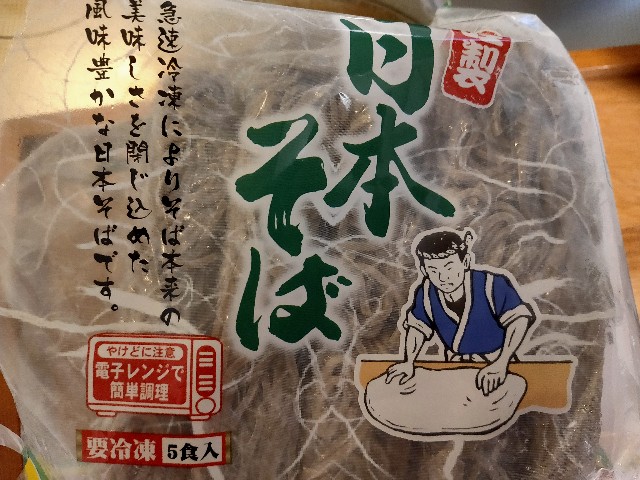 製
日本
そば
急速冷凍によりそば本来の
美味しさを閉じ込めた
風味豊かな日本そばです。
やけどに注意
電子レンジで
簡単調理
要冷凍 5食入